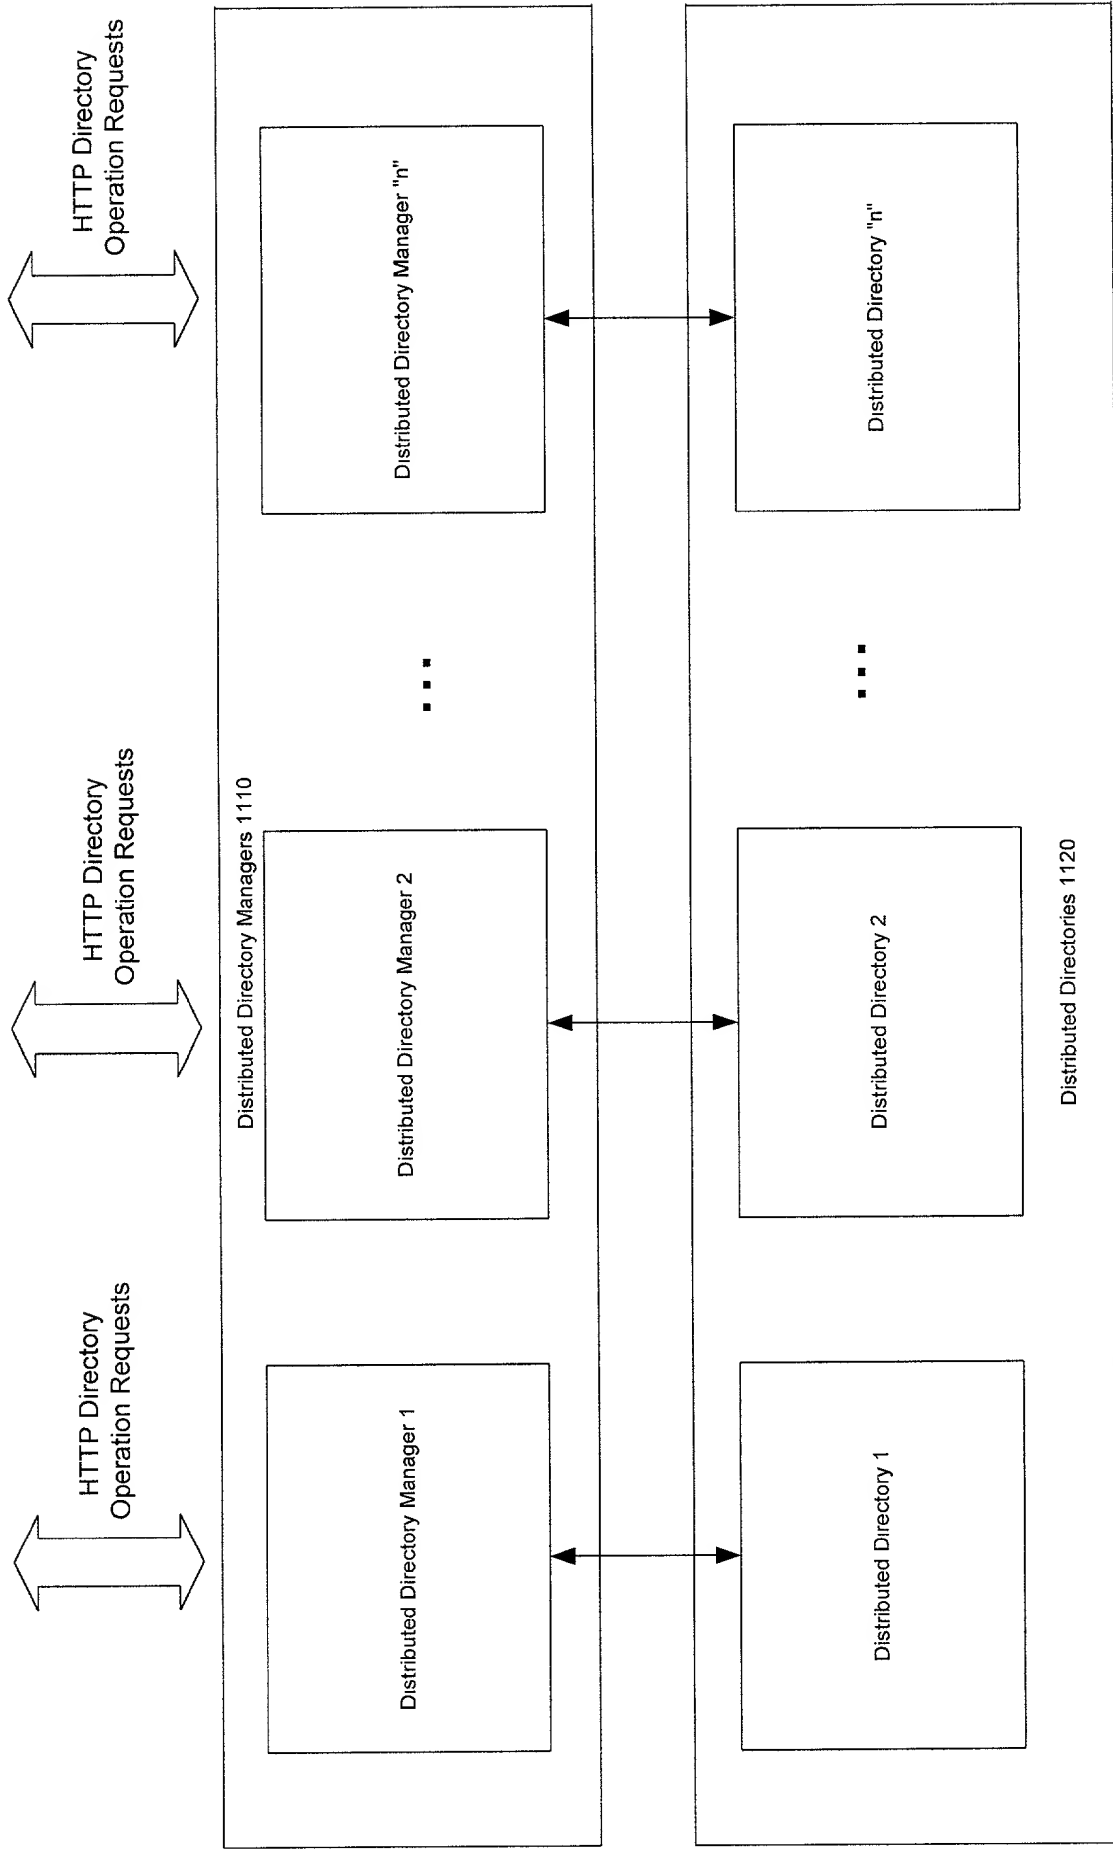 HTTP Directory
Operation Requests
HTTP Directory
Operation Requests
HTTP Directory
Operation Requests
Distributed Directory Managers 1110
Distributed Directory Manager 1
Distributed Directory Manager 2
...
Distributed Directory Manager "n"
Distributed Directory 1
Distributed Directory 2
...
Distributed Directory "n"
Distributed Directories 1120